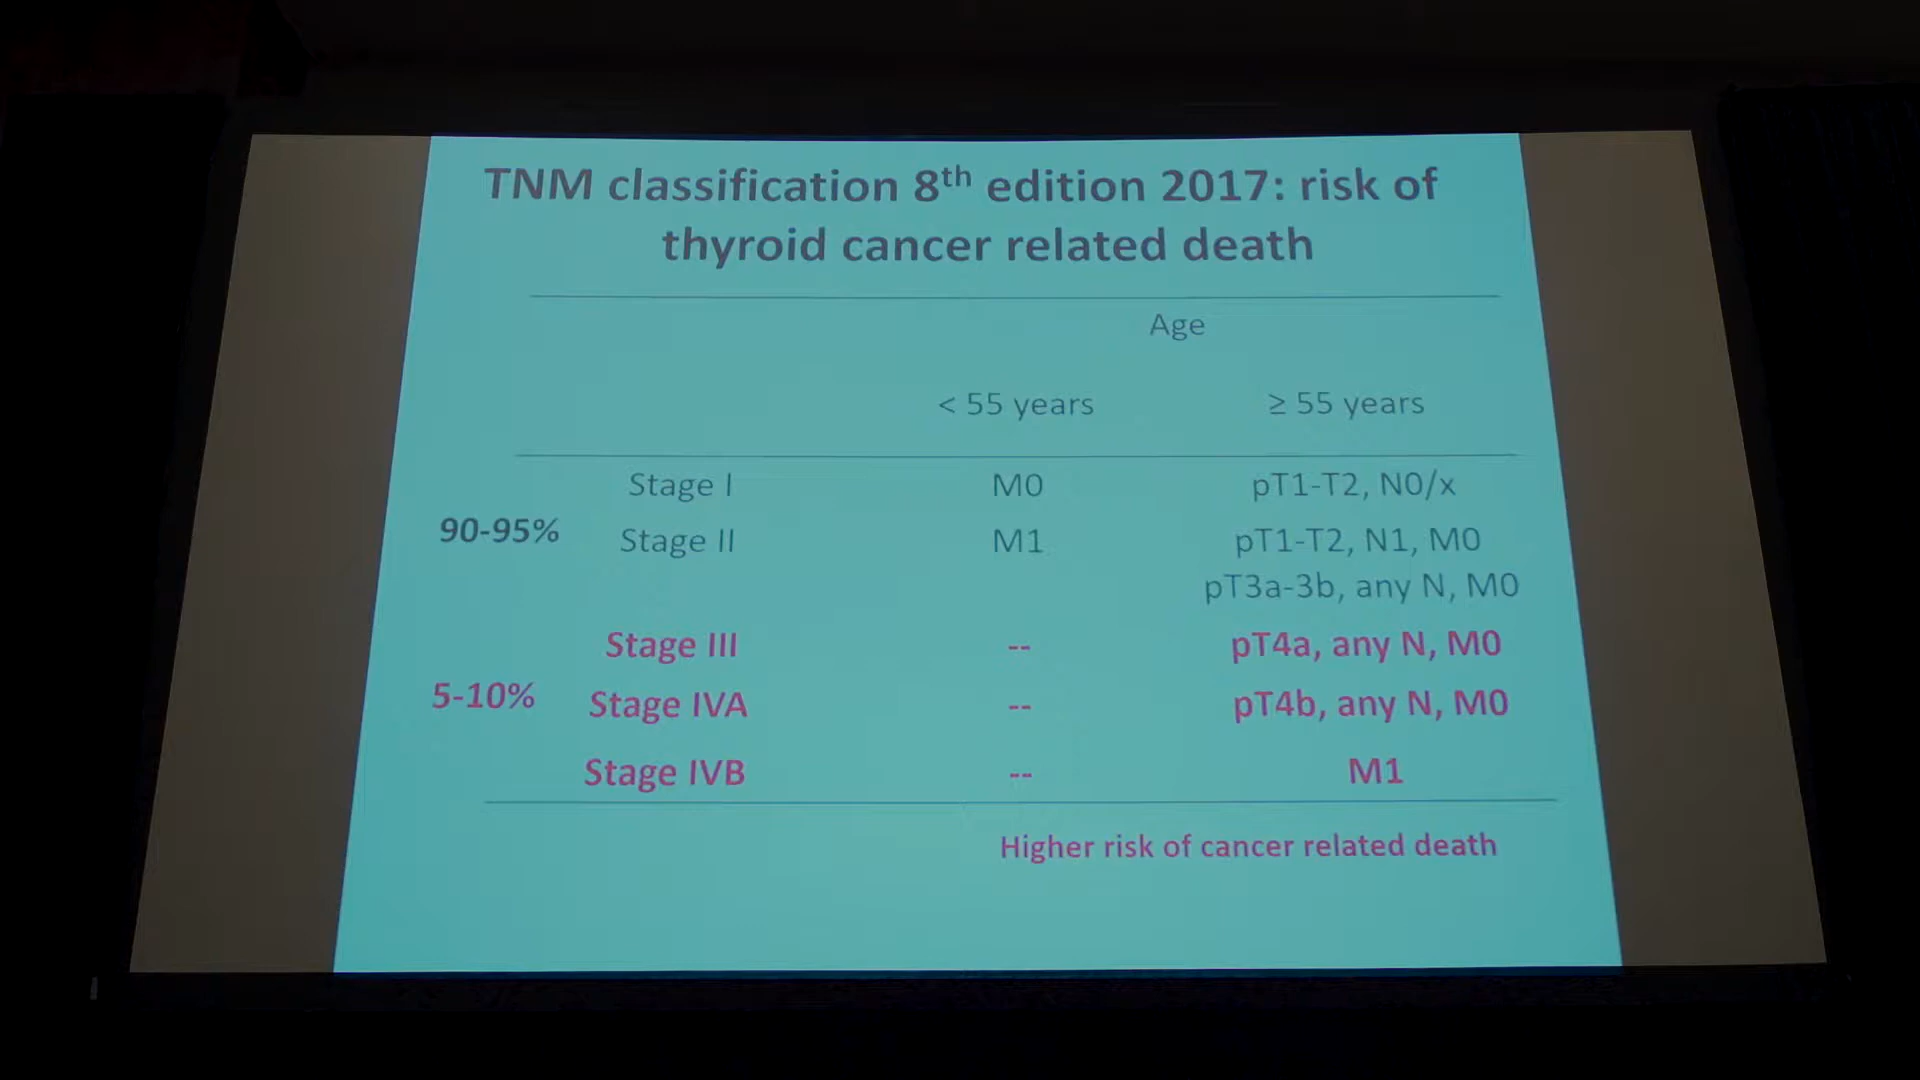 TNM classification 8th edition 2017: risk of
thyroid cancer related death
Age
< 55 years ≥ 55 years
Stage I M0 pT1-T2, N0/x
90-95% Stage II M1 pT1-T2, N1, M0
pT3a-3b, any N, M0
Stage III -- pT4a, any N, M0
5-10% Stage IVA -- pT4b, any N, M0
Stage IVB -- M1
Higher risk of cancer related death